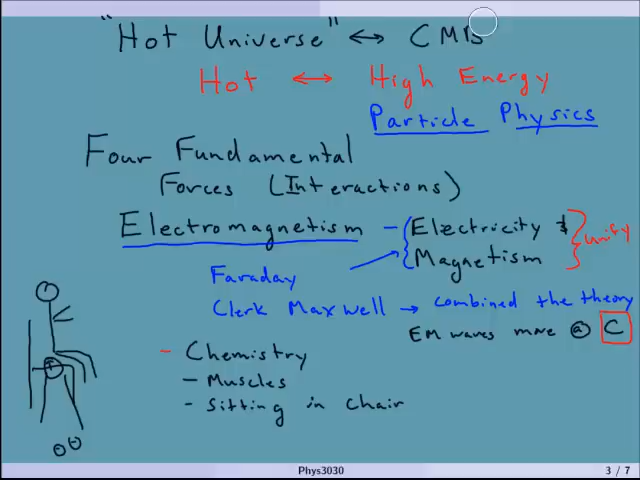 "Hot Universe" ↔ CMB
Hot ↔ High Energy
Particle Physics
Four Fundamental
Forces (Interactions)
Electromagnetism - Electricity &
Magnetism
Unify
Faraday
Clerk Maxwell → combined the theory
EM waves move @ C
- Chemistry
- Muscles
- Sitting in Chair
Phys3030
3 / 7